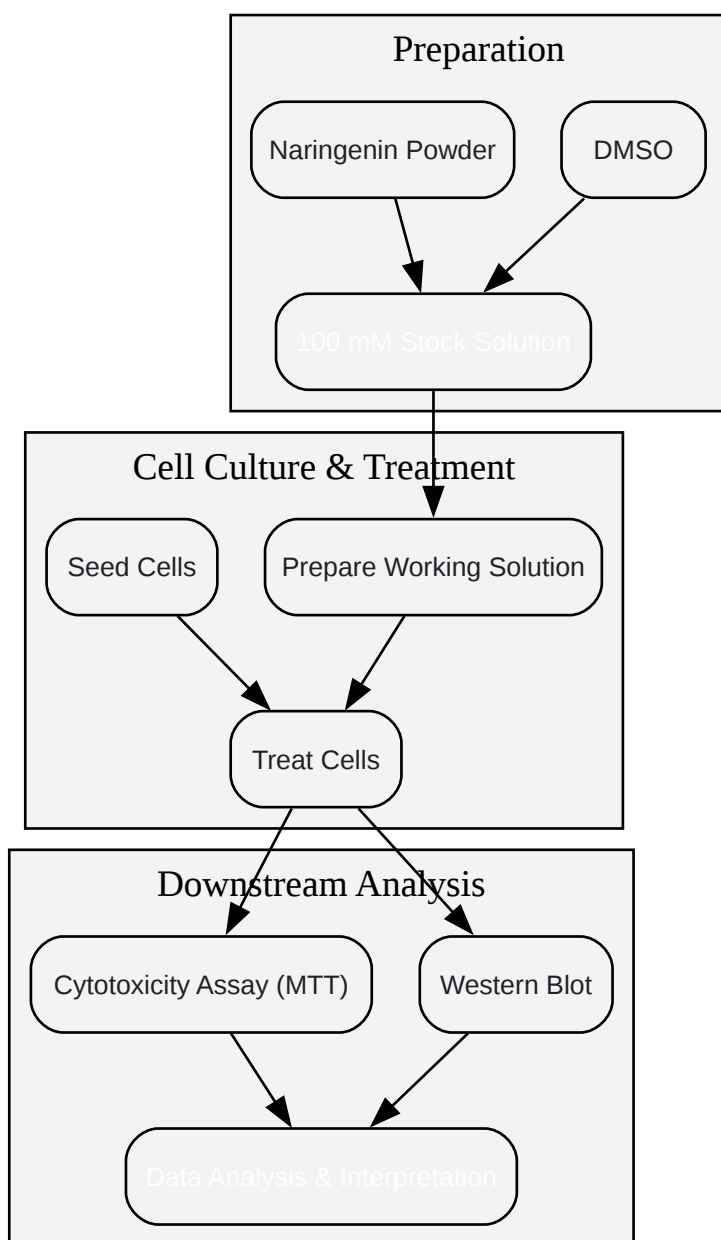 Preparation
Naringenin Powder
DMSO
100 mM Stock Solution
Cell Culture & Treatment
Seed Cells
Prepare Working Solution
Treat Cells
Downstream Analysis
Cytotoxicity Assay (MTT)
Western Blot
Data Analysis & Interpretation